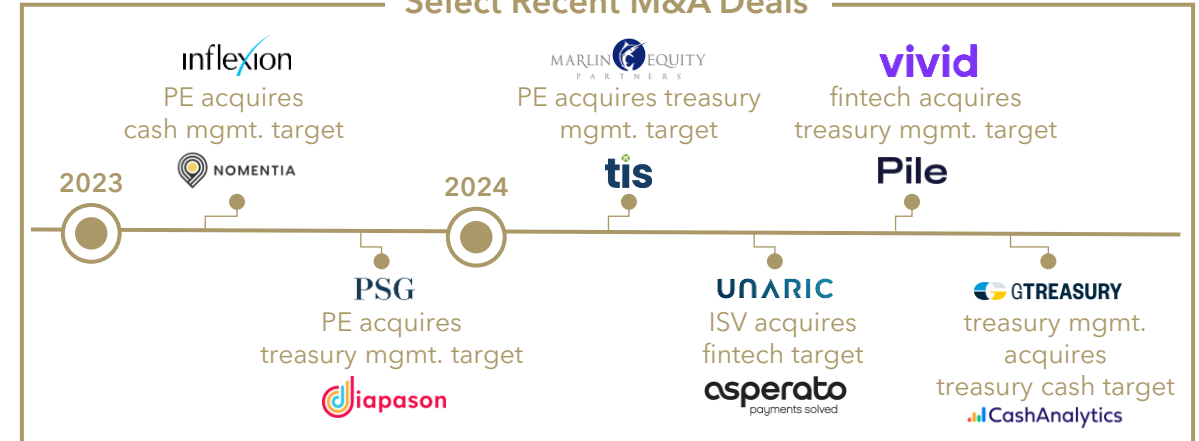 Select Recent M&A Deals
inflexion
PE acquires
cash mgmt. target
NOMENTIA
MARLIN EQUITY
PARTNERS
PE acquires treasury
mgmt. target
tis
vivid
fintech acquires
treasury mgmt. target
Pile
2023
2024
PSG
PE acquires
treasury mgmt. target
diapason
UNARIC
ISV acquires
fintech target
asperato
payments solved
GTREASURY
treasury mgmt.
acquires
treasury cash target
CashAnalytics